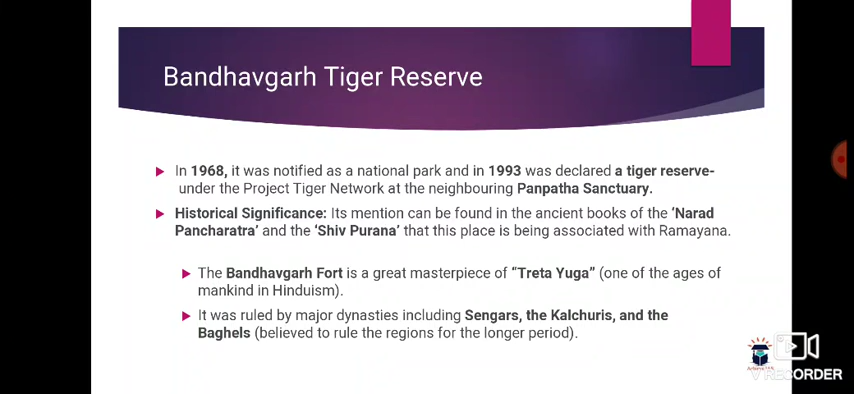 Bandhavgarh Tiger Reserve
In 1968, it was notified as a national park and in 1993 was declared a tiger reserve-
under the Project Tiger Network at the neighbouring Panpatha Sanctuary.
Historical Significance: Its mention can be found in the ancient books of the ‘Narad
Pancharatra’ and the ‘Shiv Purana’ that this place is being associated with Ramayana.
The Bandhavgarh Fort is a great masterpiece of “Treta Yuga” (one of the ages of
mankind in Hinduism).
It was ruled by major dynasties including Sengars, the Kalchuris, and the
Baghels (believed to rule the regions for the longer period).
V RECORDER